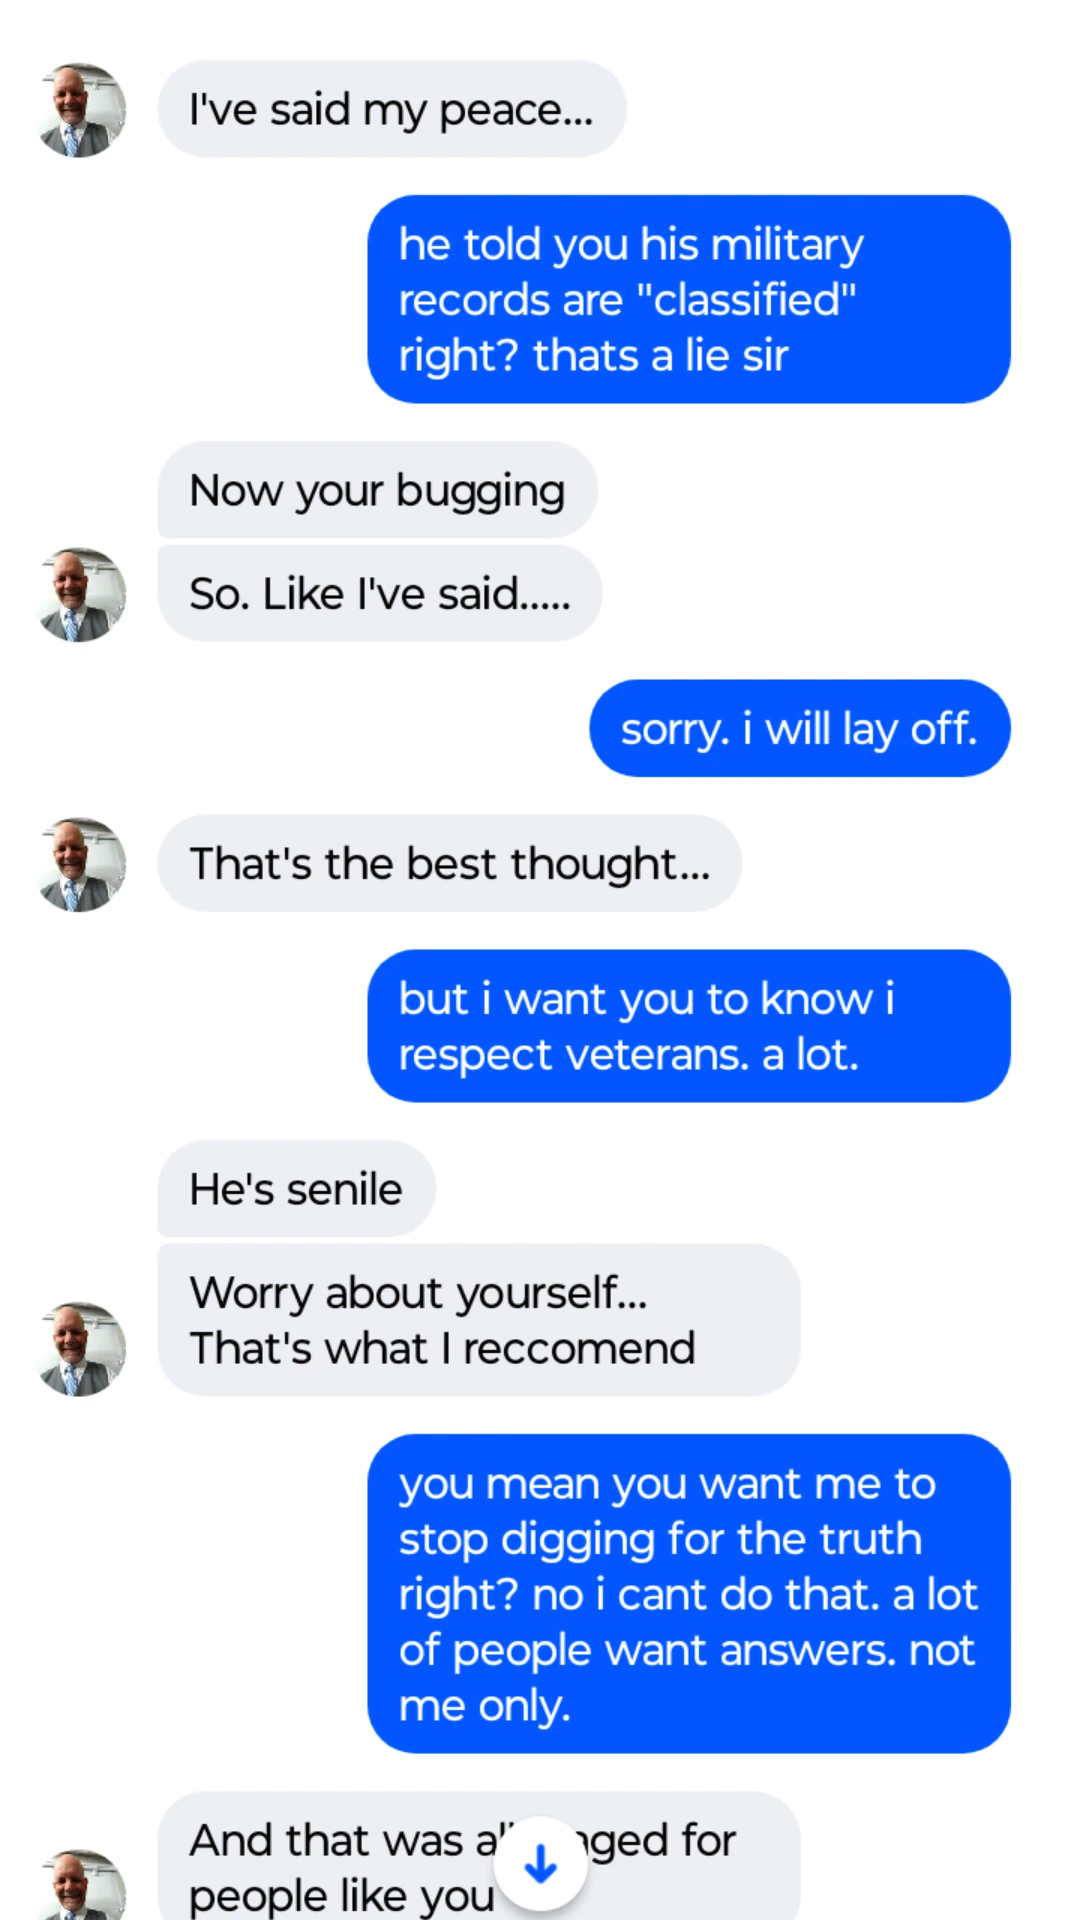 I've said my peace...
he told you his military
records are "classified"
right? thats a lie sir
Now your bugging
So. Like I've said.....
sorry. i will lay off.
That's the best thought...
but i want you to know i
respect veterans. a lot.
He's senile
Worry about yourself...
That's what I reccomend
you mean you want me to
stop digging for the truth
right? no i cant do that. a lot
of people want answers. not
me only.
And that was for
people like you